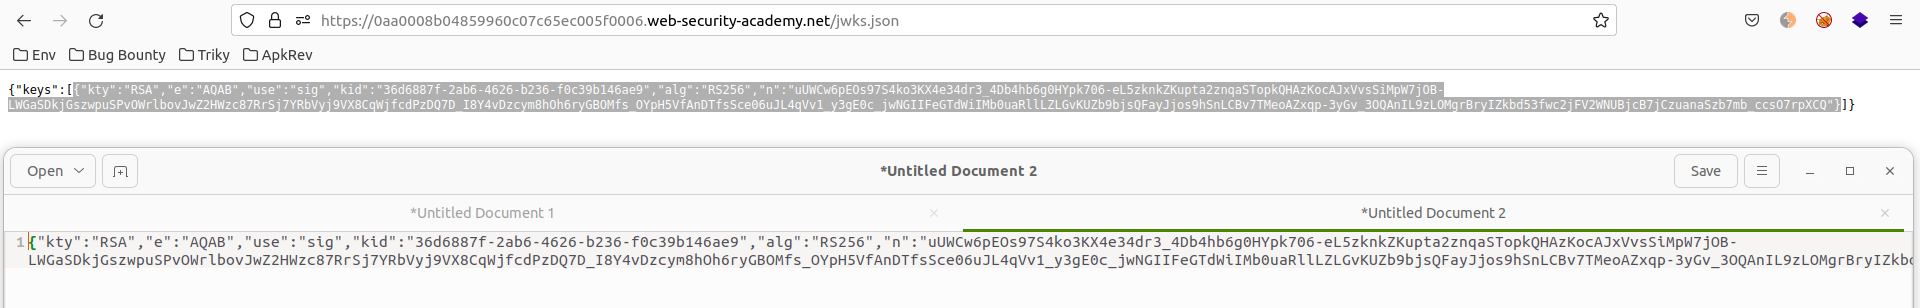 https://0aa0008b04859960c07c65ec005f0006.web-security-academy.net/jwks.json
Env Bug Bounty Triky ApkRev
{"keys":[{"kty":"RSA","e":"AQAB","use":"sig","kid":"36d6887f-2ab6-4626-b236-f0c39b146ae9","alg":"RS256","n":"uUWCw6pEOs97S4ko3KX4e34dr3_4Db4hb6g0HYpk706-eL5zknkZKupta2znqaSTopkQHAzKocAJxVvsSiMpW7jOB-
LWGaSDkjGszwpuSPvOWrlbovJwZ2HWzc87RrSj7YRbVyj9VX8CqWjfcdPzDQ7D_I8Y4vDzcym8hOh6ryGBOMfs_OYpH5VfAnDTfsSce06uJL4qVv1_y3gE0c_jwNGIIFeGTdWiIMb0uaRllLZLGvKUZb9bjsQFayJjos9hSnLCBv7TMeoAZxqp-3yGv_3OQAnIL9zLOMgrBryIZkbd53fwc2jFV2WNUBjcB7jCzuanaSzb7mb_ccsO7rpXCQ"}]}
Open *Untitled Document 2 Save
*Untitled Document 1 *Untitled Document 2
1 {"kty":"RSA","e":"AQAB","use":"sig","kid":"36d6887f-2ab6-4626-b236-f0c39b146ae9","alg":"RS256","n":"uUWCw6pEOs97S4ko3KX4e34dr3_4Db4hb6g0HYpk706-eL5zknkZKupta2znqaSTopkQHAzKocAJxVvsSiMpW7jOB-
LWGaSDkjGszwpuSPvOWrlbovJwZ2HWzc87RrSj7YRbVyj9VX8CqWjfcdPzDQ7D_I8Y4vDzcym8hOh6ryGBOMfs_OYpH5VfAnDTfsSce06uJL4qVv1_y3gE0c_jwNGIIFeGTdWiIMb0uaRllLZLGvKUZb9bjsQFayJjos9hSnLCBv7TMeoAZxqp-3yGv_3OQAnIL9zLOMgrBryIZkbd